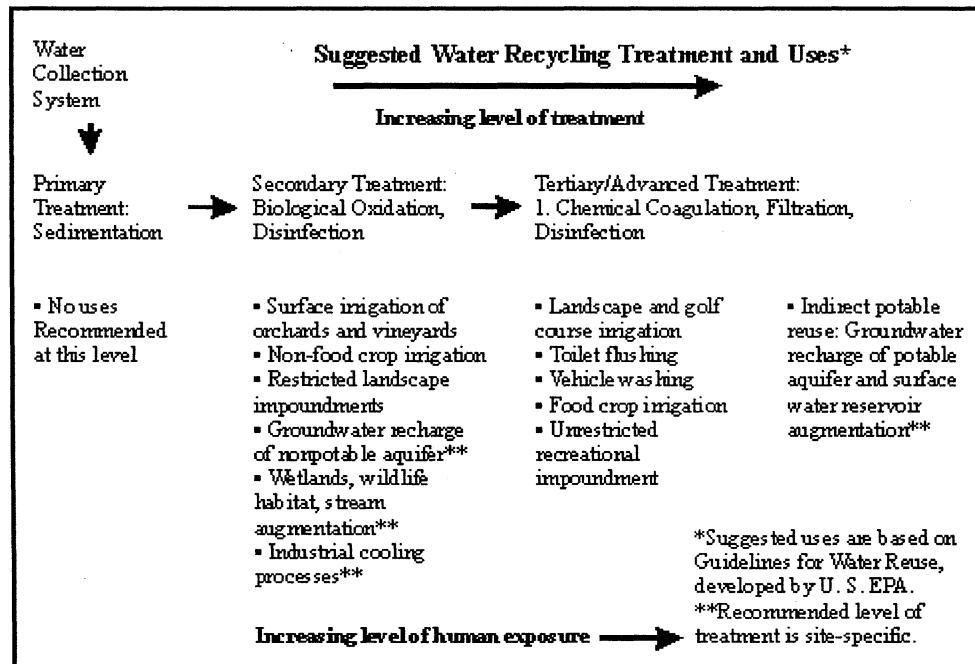 Water
Collection
System
Suggested Water Recycling Treatment and Uses*
Increasing level of treatment
Primary
Treatment:
Sedimentation
Secondary Treatment:
Biological Oxidation,
Disinfection
Tertiary/Advanced Treatment:
1. Chemical Coagulation, Filtration,
Disinfection
▪ No uses
Recommended
at this level
▪ Surface irrigation of
orchards and vineyards
▪ Non-food crop irrigation
▪ Restricted landscape
impoundments
▪ Groundwater recharge
of nonpotable aquifer**
▪ Wetlands, wildlife
habitat, stream
augmentation**
▪ Industrial cooling
processes**
▪ Landscape and golf
course irrigation
▪ Toilet flushing
▪ Vehicle washing
▪ Food crop irrigation
▪ Unrestricted
recreational
impoundment
▪ Indirect potable
reuse: Groundwater
recharge of potable
aquifer and surface
water reservoir
augmentation**
*Suggested uses are based on
Guidelines for Water Reuse,
developed by U. S. EPA.
**Recommended level of
treatment is site-specific.
Increasing level of human exposure